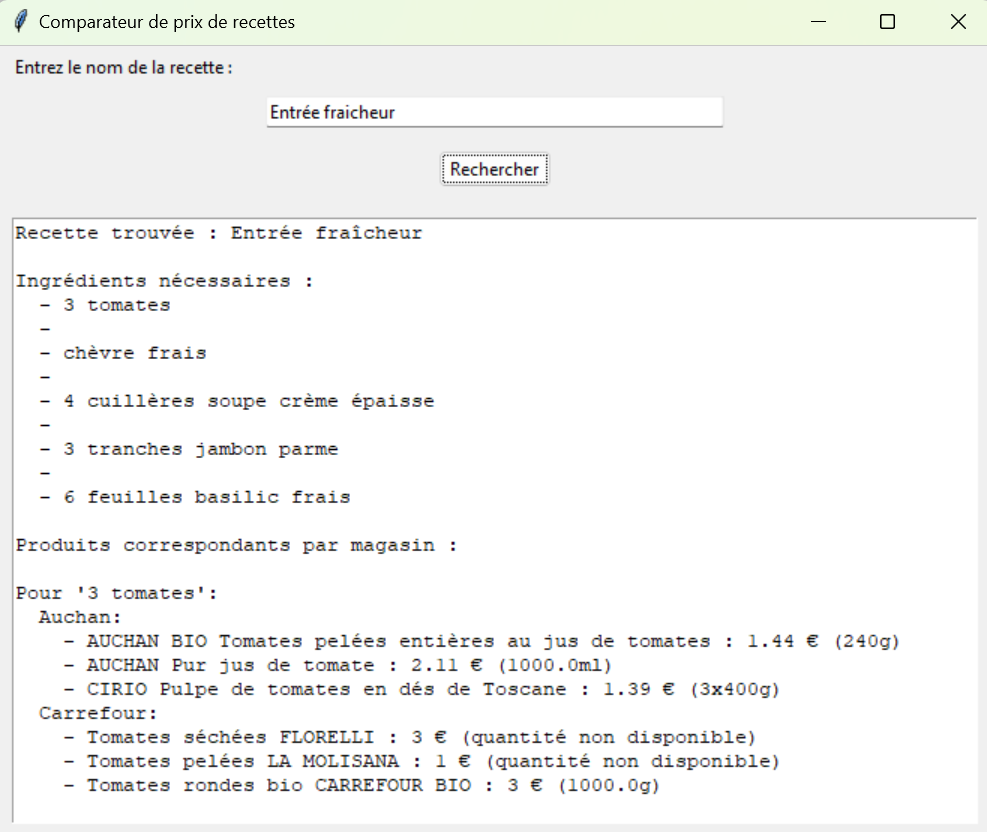 Comparateur de prix de recettes
Entrez le nom de la recette :
Entrée fraicheur
Rechercher
Recette trouvée : Entrée fraîcheur
Ingrédients nécessaires :
- 3 tomates
-
- chèvre frais
-
- 4 cuillères soupe crème épaisse
-
- 3 tranches jambon parme
-
- 6 feuilles basilic frais
Produits correspondants par magasin :
Pour '3 tomates':
Auchan:
- AUCHAN BIO Tomates pelées entières au jus de tomates : 1.44 € (240g)
- AUCHAN Pur jus de tomate : 2.11 € (1000.0ml)
- CIRIO Pulpe de tomates en dés de Toscane : 1.39 € (3x400g)
Carrefour:
- Tomates séchées FLORELLI : 3 € (quantité non disponible)
- Tomates pelées LA MOLISANA : 1 € (quantité non disponible)
- Tomates rondes bio CARREFOUR BIO : 3 € (1000.0g)